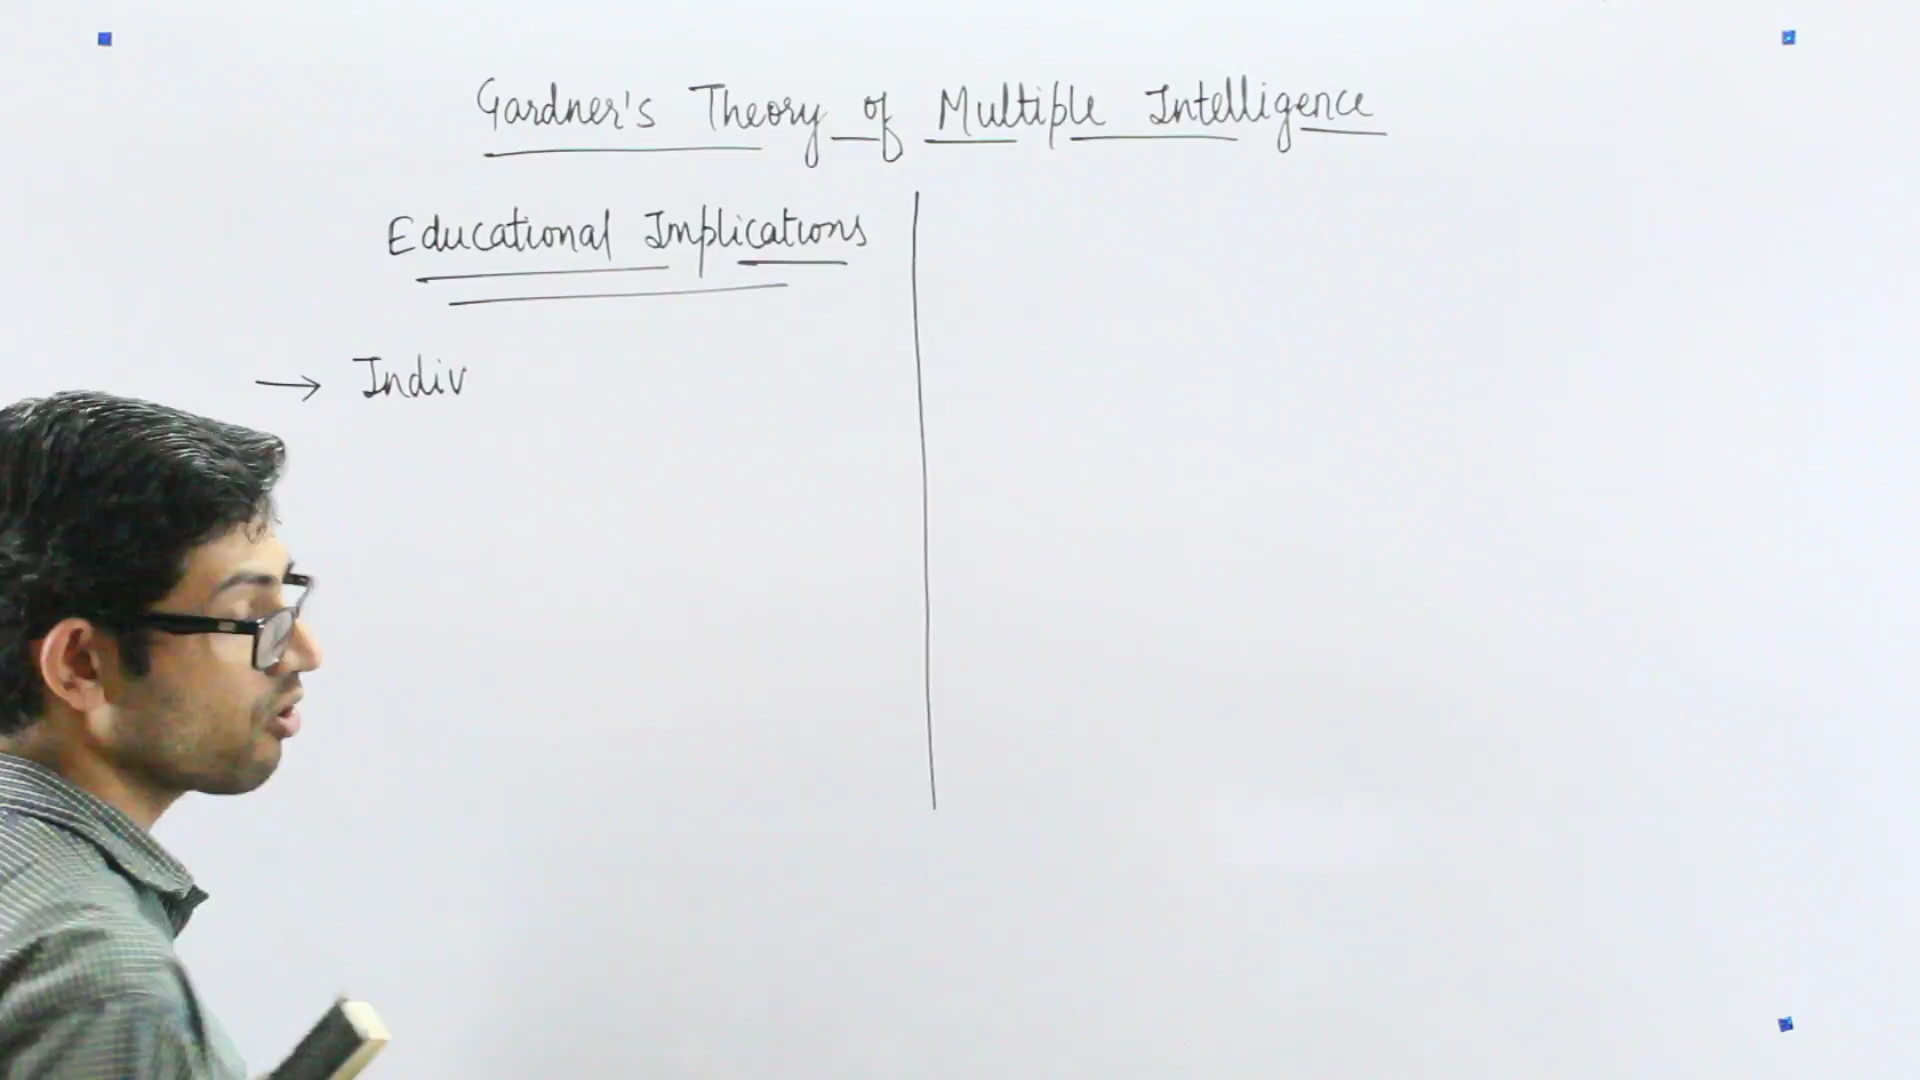 Gardner's Theory of Multiple Intelligence
Educational Implications
→ Indiv